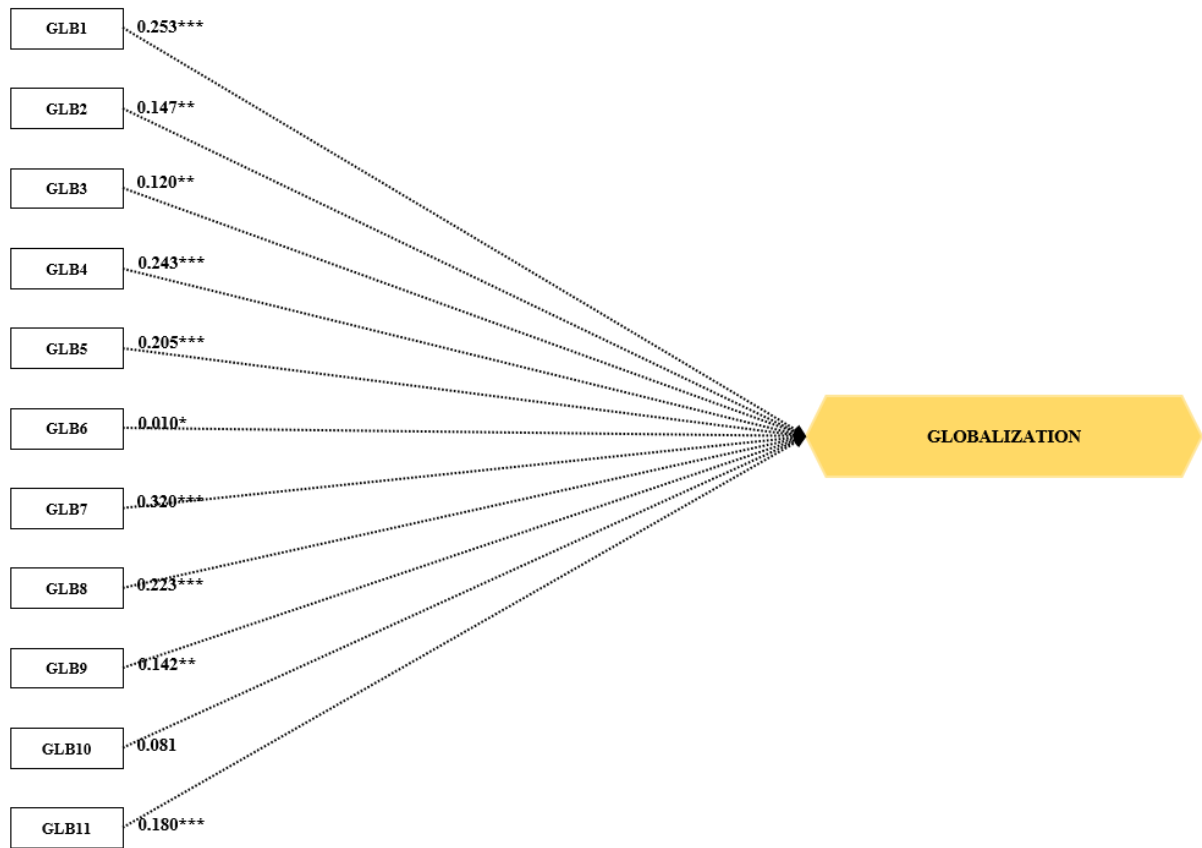 GLB1 0.253***
GLB2 0.147**
GLB3 0.120**
GLB4 0.243***
GLB5 0.205***
GLB6 0.010*
GLOBALIZATION
GLB7 0.320***
GLB8 0.223***
GLB9 0.142**
GLB10 0.081
GLB11 0.180***